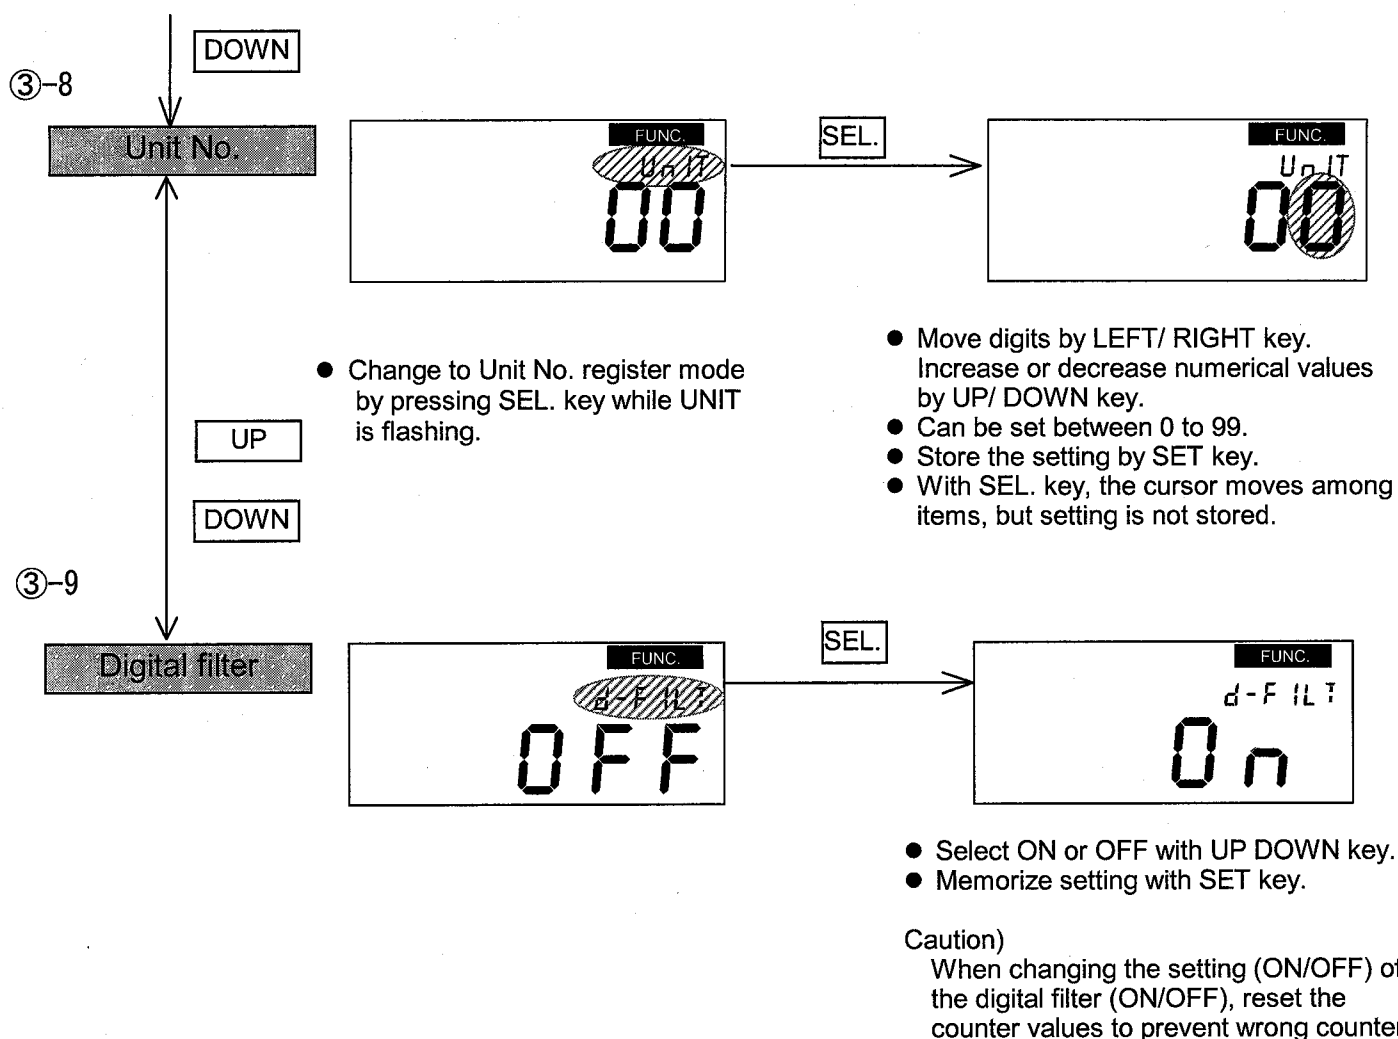 DOWN
③-8
Unit No.
FUNC.
UnIT
00
SEL.
FUNC.
UnIT
00
● Change to Unit No. register mode
by pressing SEL. key while UNIT
is flashing.
● Move digits by LEFT/ RIGHT key.
Increase or decrease numerical values
by UP/ DOWN key.
● Can be set between 0 to 99.
● Store the setting by SET key.
● With SEL. key, the cursor moves among
items, but setting is not stored.
UP
DOWN
③-9
Digital filter
FUNC.
d-FILT
OFF
SEL.
FUNC.
d-FILT
On
● Select ON or OFF with UP DOWN key.
● Memorize setting with SET key.
Caution)
When changing the setting (ON/OFF) of
the digital filter (ON/OFF), reset the
counter values to prevent wrong counter